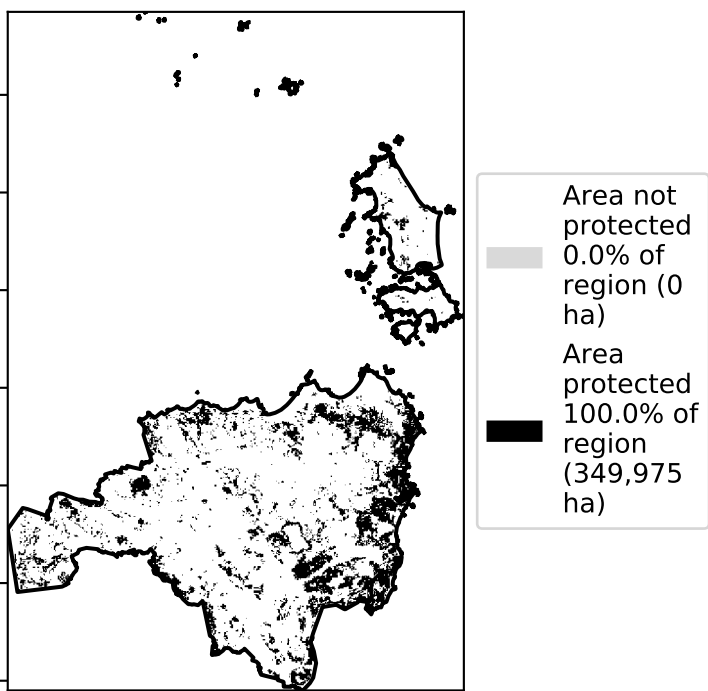 Area not
protected
0.0% of
region (0
ha)
Area
protected
100.0% of
region
(349,975
ha)